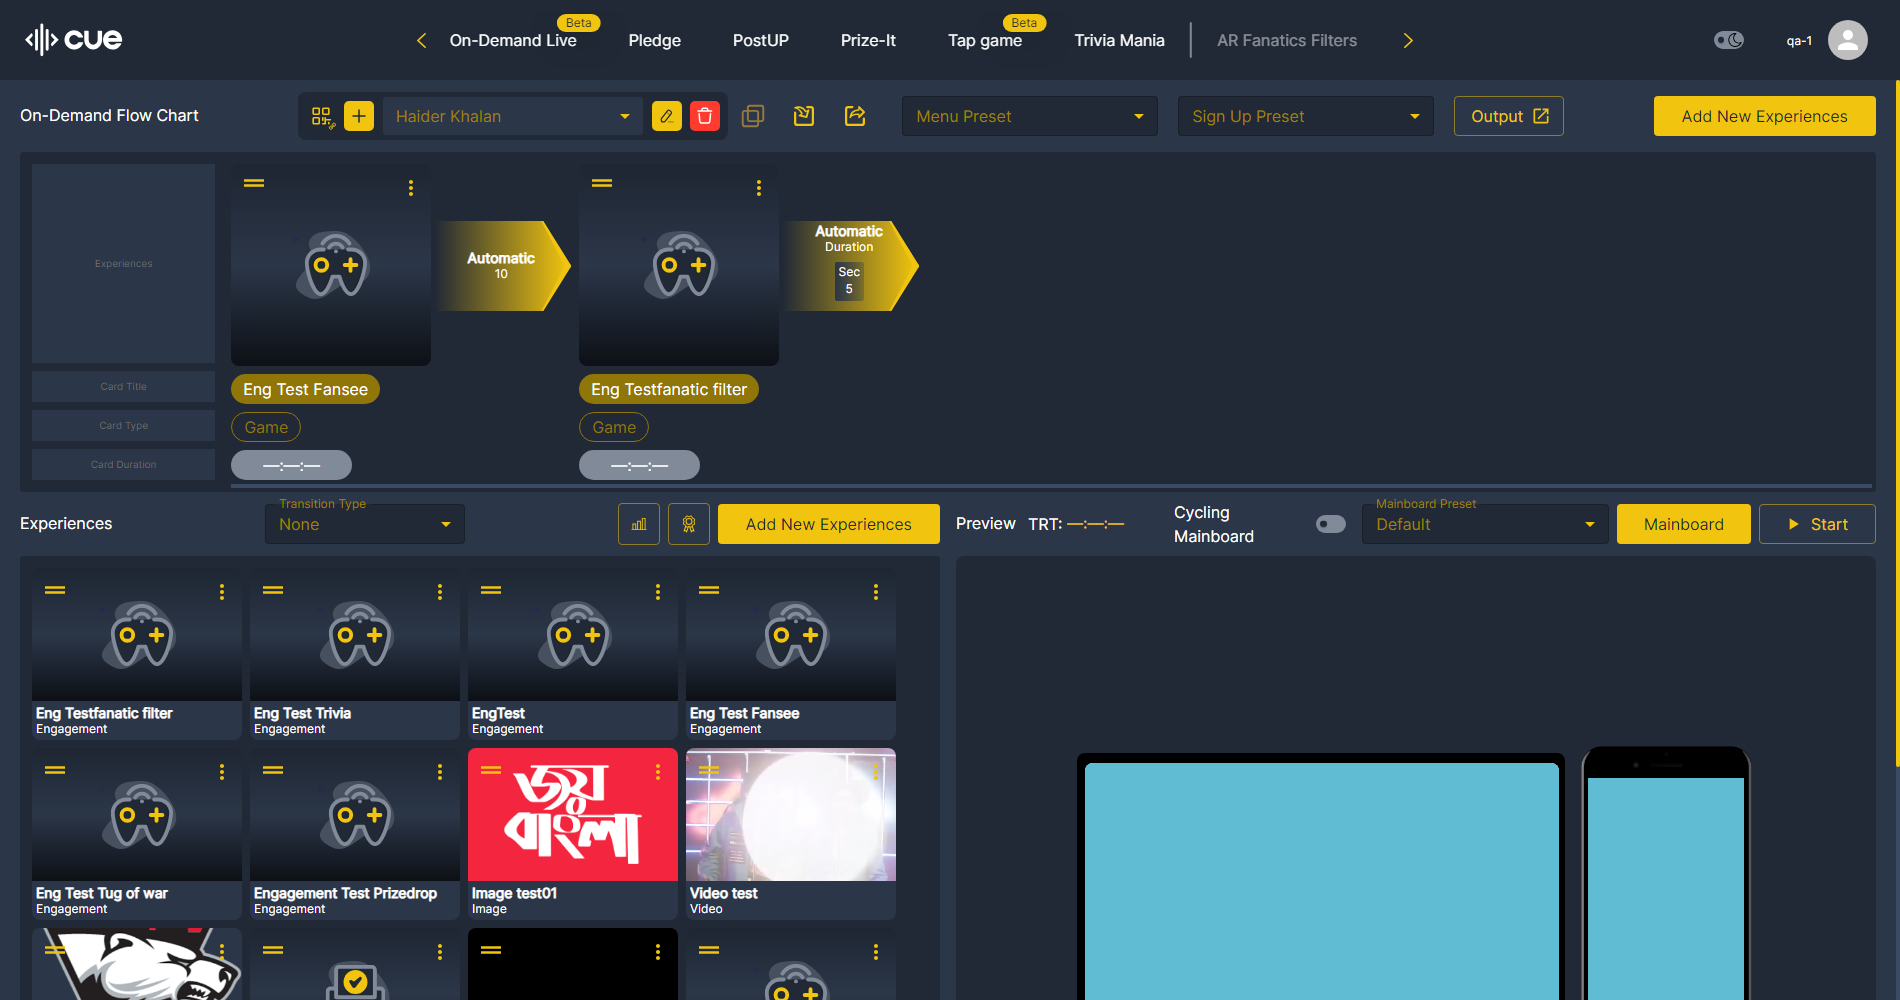 cue
On-Demand Live
Beta
Pledge
PostUP
Prize-It
Tap game
Beta
Trivia Mania
AR Fanatics Filters
qa-1
On-Demand Flow Chart
Haider Khalan
Menu Preset
Sign Up Preset
Output
Add New Experiences
Experiences
Automatic
10
Automatic
Duration
Sec
5
Card Title
Eng Test Fansee
Eng Testfanatic filter
Card Type
Game
Game
Card Duration
—:—:—
—:—:—
Experiences
Transition Type
None
Add New Experiences
Preview
TRT: —:—:—
Cycling
Mainboard
Mainboard Preset
Default
Mainboard
Start
Eng Testfanatic filter
Engagement
Eng Test Trivia
Engagement
EngTest
Engagement
Eng Test Fansee
Engagement
জয়
বাংলা
Eng Test Tug of war
Engagement
Engagement Test Prizedrop
Engagement
Image test01
Image
Video test
Video